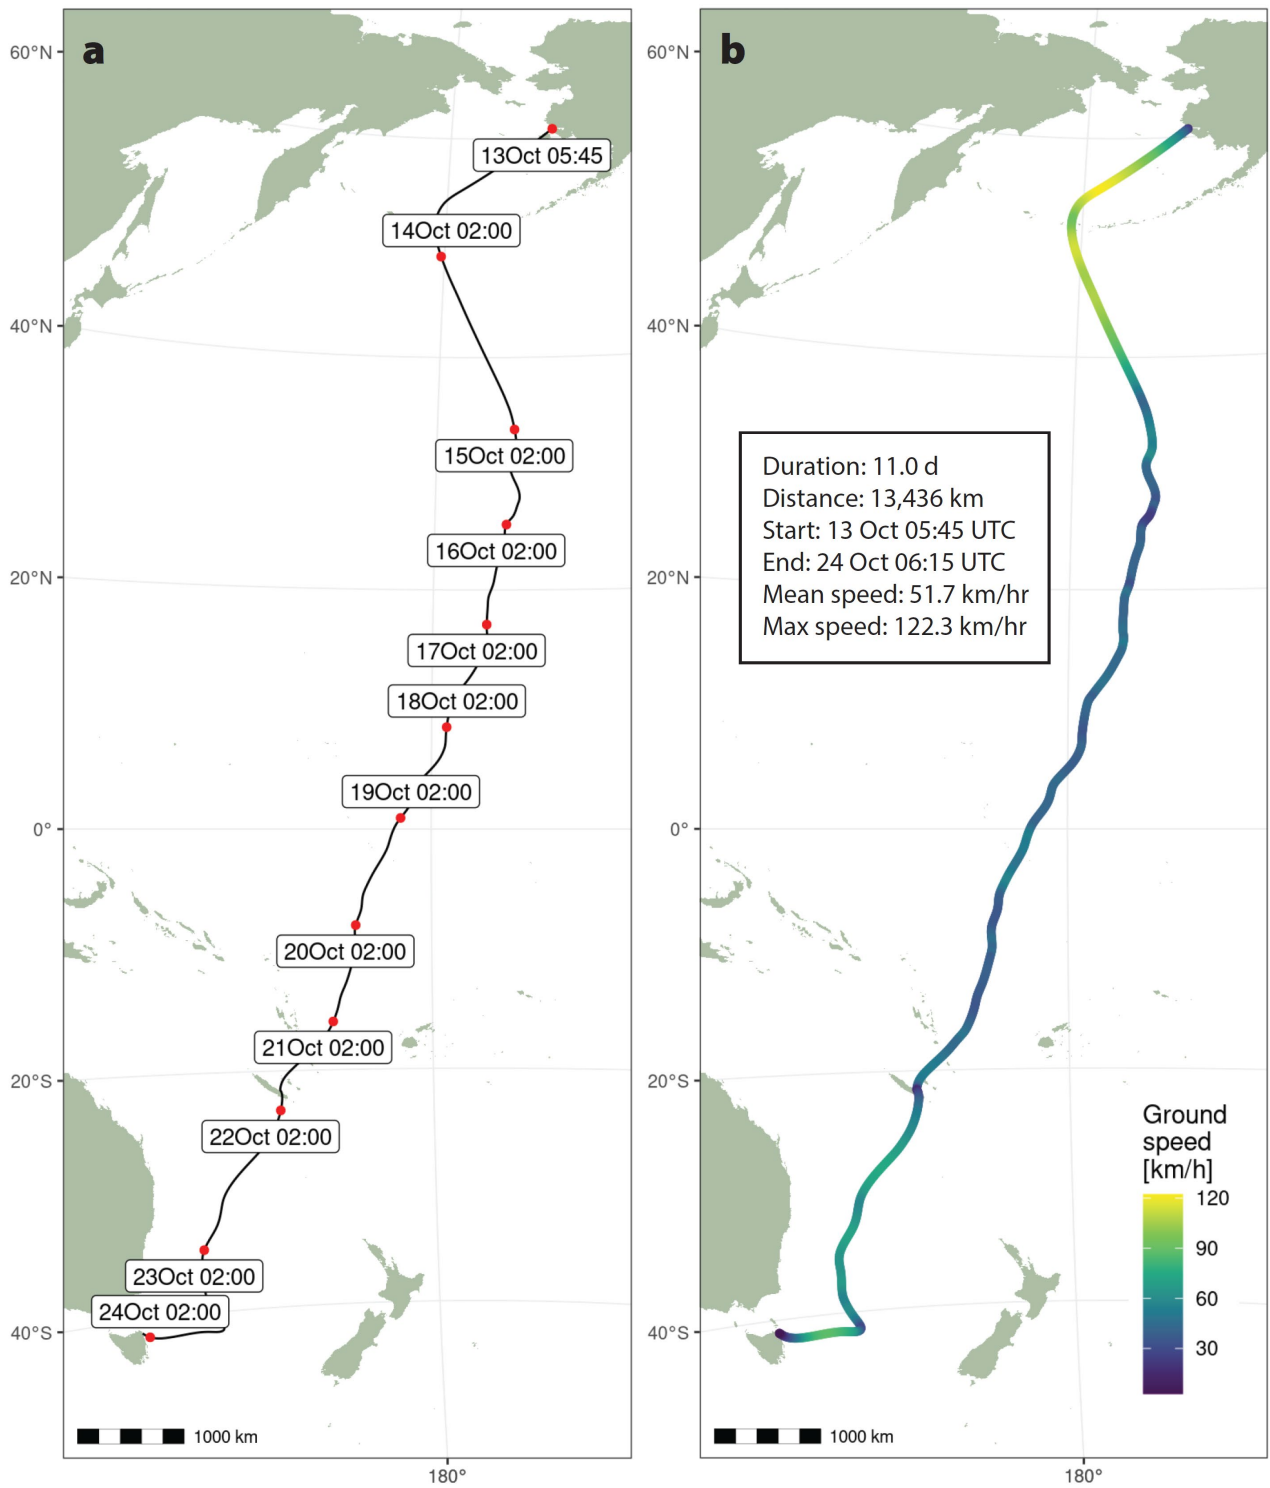 a
60°N
40°N
20°N
0°
20°S
40°S
13Oct 05:45
14Oct 02:00
15Oct 02:00
16Oct 02:00
17Oct 02:00
18Oct 02:00
19Oct 02:00
20Oct 02:00
21Oct 02:00
22Oct 02:00
23Oct 02:00
24Oct 02:00
1000 km
180°
b
60°N
40°N
20°N
0°
20°S
40°S
Duration: 11.0 d
Distance: 13,436 km
Start: 13 Oct 05:45 UTC
End: 24 Oct 06:15 UTC
Mean speed: 51.7 km/hr
Max speed: 122.3 km/hr
Ground
speed
[km/h]
120
90
60
30
1000 km
180°